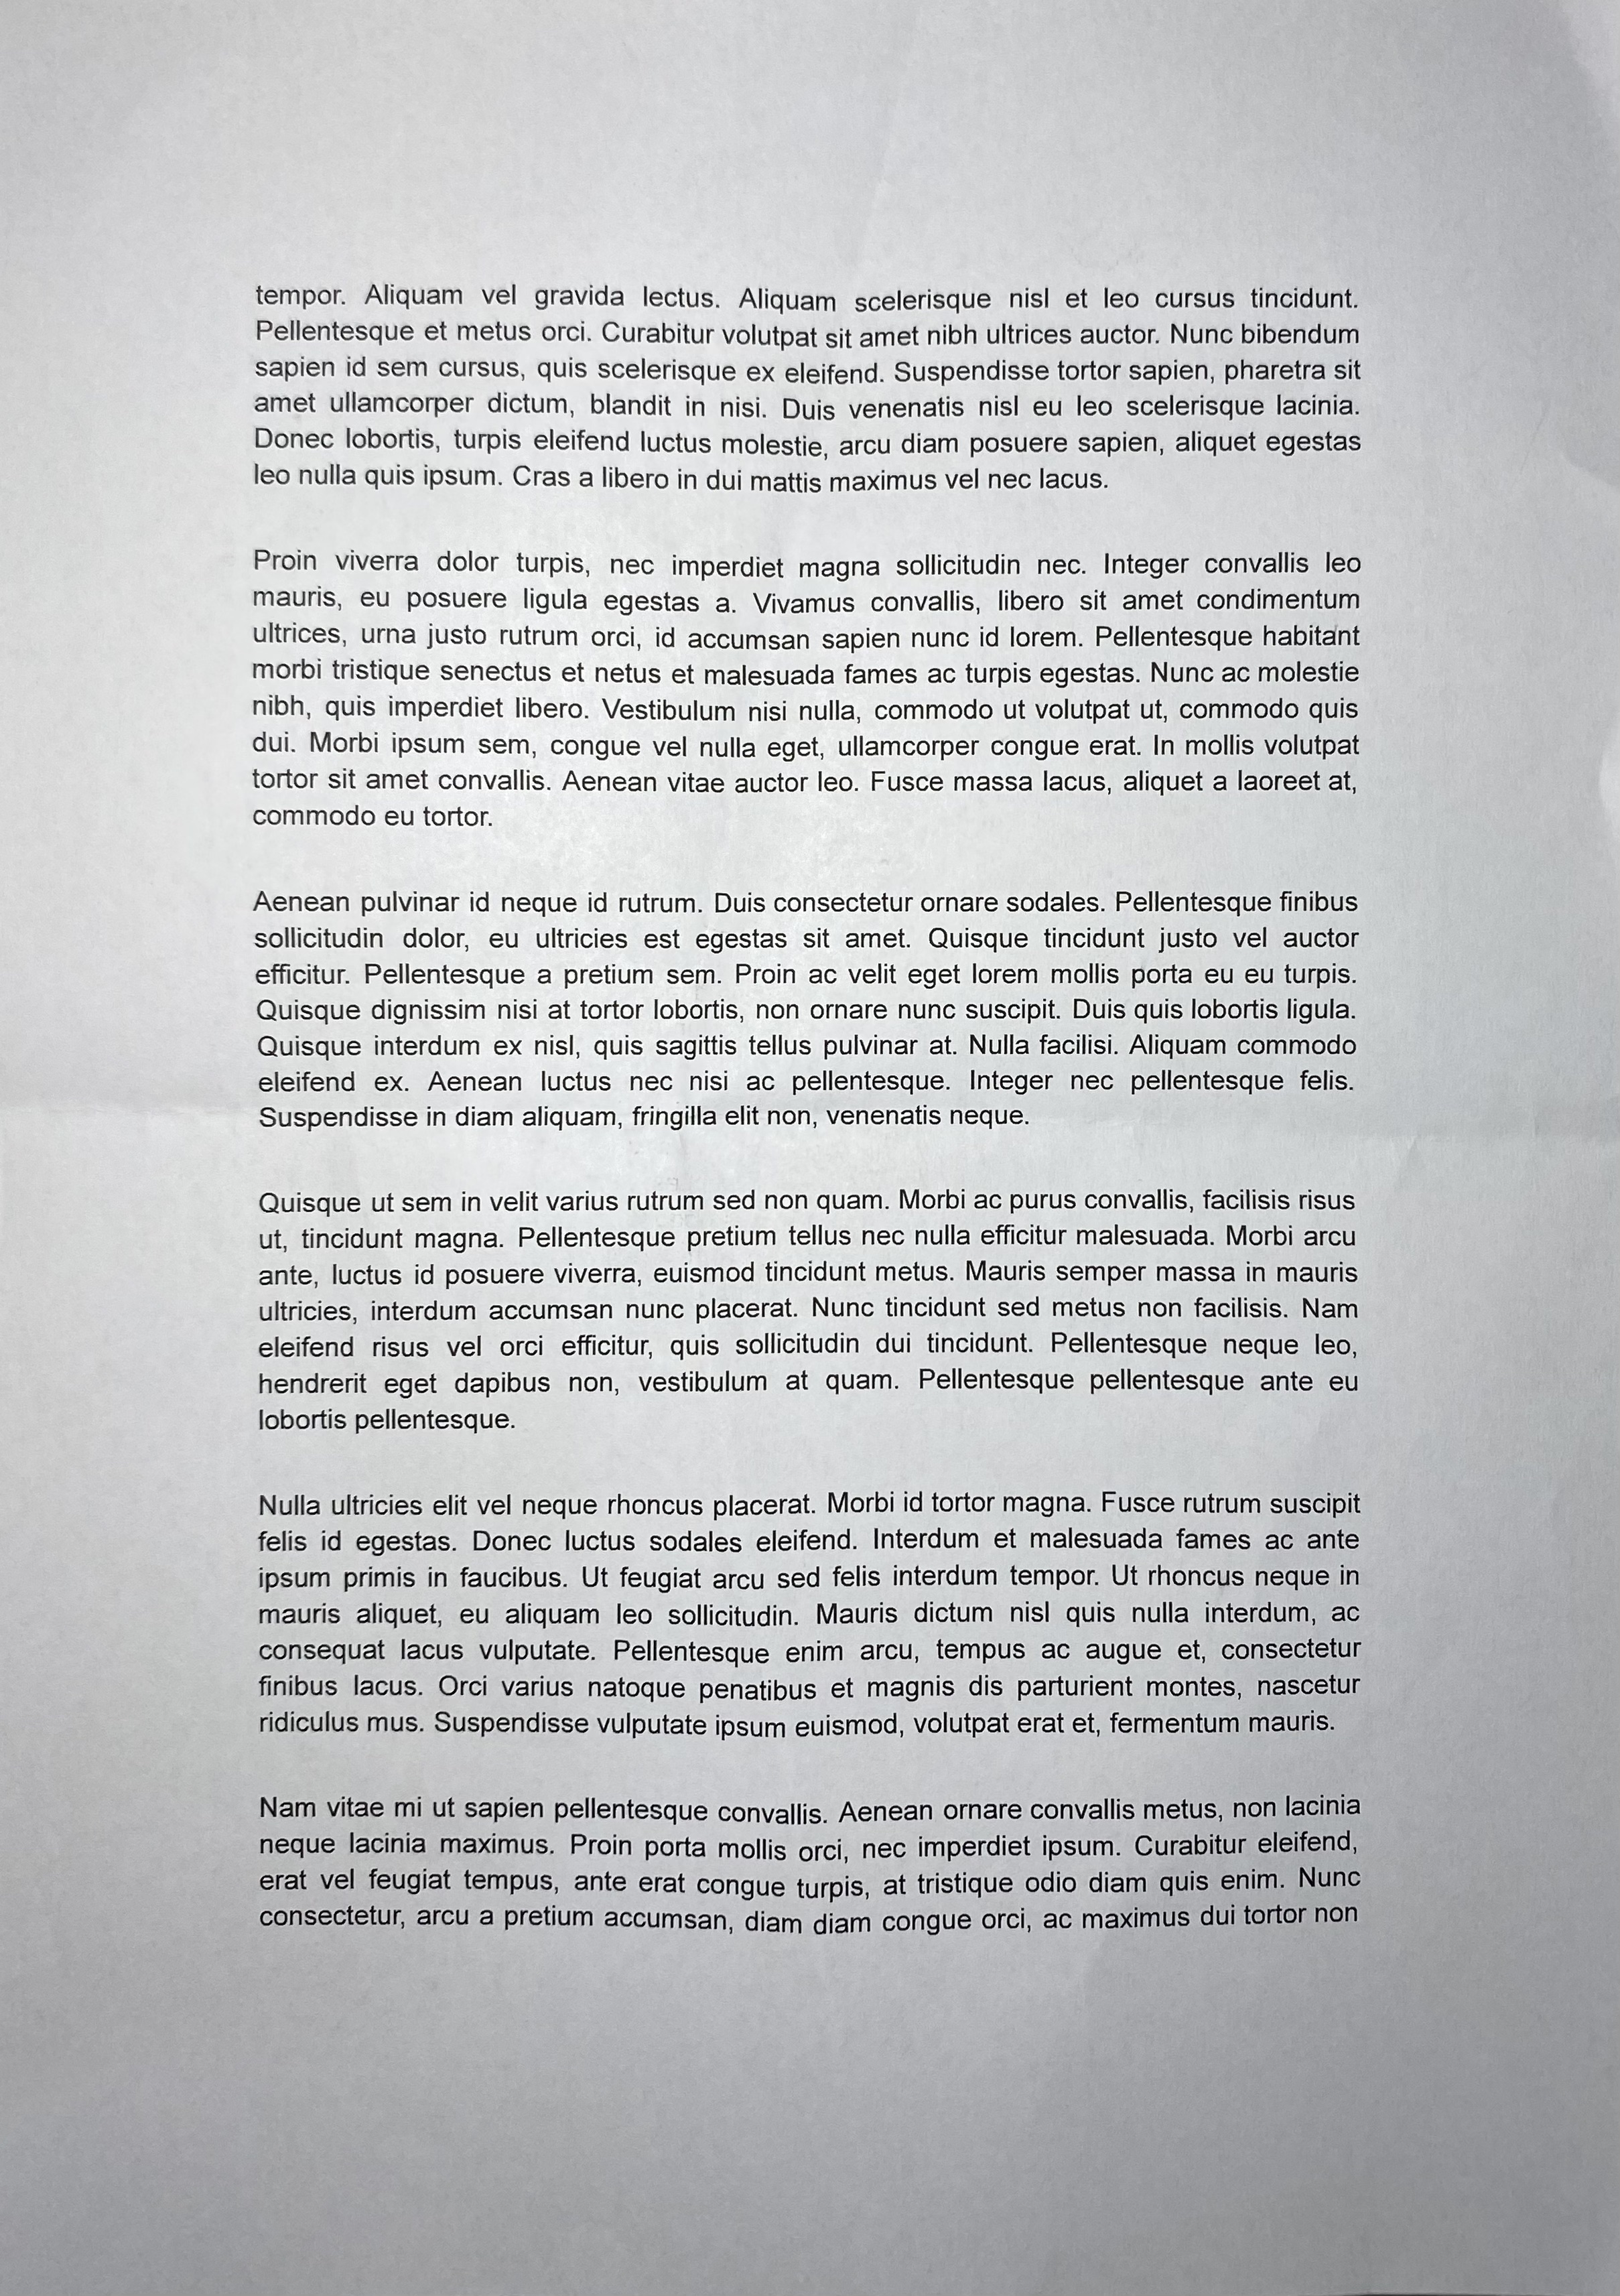 tempor. Aliquam vel gravida lectus. Aliquam scelerisque nisl et leo cursus tincidunt.
Pellentesque et metus orci. Curabitur volutpat sit amet nibh ultrices auctor. Nunc bibendum
sapien id sem cursus, quis scelerisque ex eleifend. Suspendisse tortor sapien, pharetra sit
amet ullamcorper dictum, blandit in nisi. Duis venenatis nisl eu leo scelerisque lacinia.
Donec lobortis, turpis eleifend luctus molestie, arcu diam posuere sapien, aliquet egestas
leo nulla quis ipsum. Cras a libero in dui mattis maximus vel nec lacus.
Proin viverra dolor turpis, nec imperdiet magna sollicitudin nec. Integer convallis leo
mauris, eu posuere ligula egestas a. Vivamus convallis, libero sit amet condimentum
ultrices, urna justo rutrum orci, id accumsan sapien nunc id lorem. Pellentesque habitant
morbi tristique senectus et netus et malesuada fames ac turpis egestas. Nunc ac molestie
nibh, quis imperdiet libero. Vestibulum nisi nulla, commodo ut volutpat ut, commodo quis
dui. Morbi ipsum sem, congue vel nulla eget, ullamcorper congue erat. In mollis volutpat
tortor sit amet convallis. Aenean vitae auctor leo. Fusce massa lacus, aliquet a laoreet at,
commodo eu tortor.
Aenean pulvinar id neque id rutrum. Duis consectetur ornare sodales. Pellentesque finibus
sollicitudin dolor, eu ultricies est egestas sit amet. Quisque tincidunt justo vel auctor
efficitur. Pellentesque a pretium sem. Proin ac velit eget lorem mollis porta eu eu turpis.
Quisque dignissim nisi at tortor lobortis, non ornare nunc suscipit. Duis quis lobortis ligula.
Quisque interdum ex nisl, quis sagittis tellus pulvinar at. Nulla facilisi. Aliquam commodo
eleifend ex. Aenean luctus nec nisi ac pellentesque. Integer nec pellentesque felis.
Suspendisse in diam aliquam, fringilla elit non, venenatis neque.
Quisque ut sem in velit varius rutrum sed non quam. Morbi ac purus convallis, facilisis risus
ut, tincidunt magna. Pellentesque pretium tellus nec nulla efficitur malesuada. Morbi arcu
ante, luctus id posuere viverra, euismod tincidunt metus. Mauris semper massa in mauris
ultricies, interdum accumsan nunc placerat. Nunc tincidunt sed metus non facilisis. Nam
eleifend risus vel orci efficitur, quis sollicitudin dui tincidunt. Pellentesque neque leo,
hendrerit eget dapibus non, vestibulum at quam. Pellentesque pellentesque ante eu
lobortis pellentesque.
Nulla ultricies elit vel neque rhoncus placerat. Morbi id tortor magna. Fusce rutrum suscipit
felis id egestas. Donec luctus sodales eleifend. Interdum et malesuada fames ac ante
ipsum primis in faucibus. Ut feugiat arcu sed felis interdum tempor. Ut rhoncus neque in
mauris aliquet, eu aliquam leo sollicitudin. Mauris dictum nisl quis nulla interdum, ac
consequat lacus vulputate. Pellentesque enim arcu, tempus ac augue et, consectetur
finibus lacus. Orci varius natoque penatibus et magnis dis parturient montes, nascetur
ridiculus mus. Suspendisse vulputate ipsum euismod, volutpat erat et, fermentum mauris.
Nam vitae mi ut sapien pellentesque convallis. Aenean ornare convallis metus, non lacinia
neque lacinia maximus. Proin porta mollis orci, nec imperdiet ipsum. Curabitur eleifend,
erat vel feugiat tempus, ante erat congue turpis, at tristique odio diam quis enim. Nunc
consectetur, arcu a pretium accumsan, diam diam congue orci, ac maximus dui tortor non